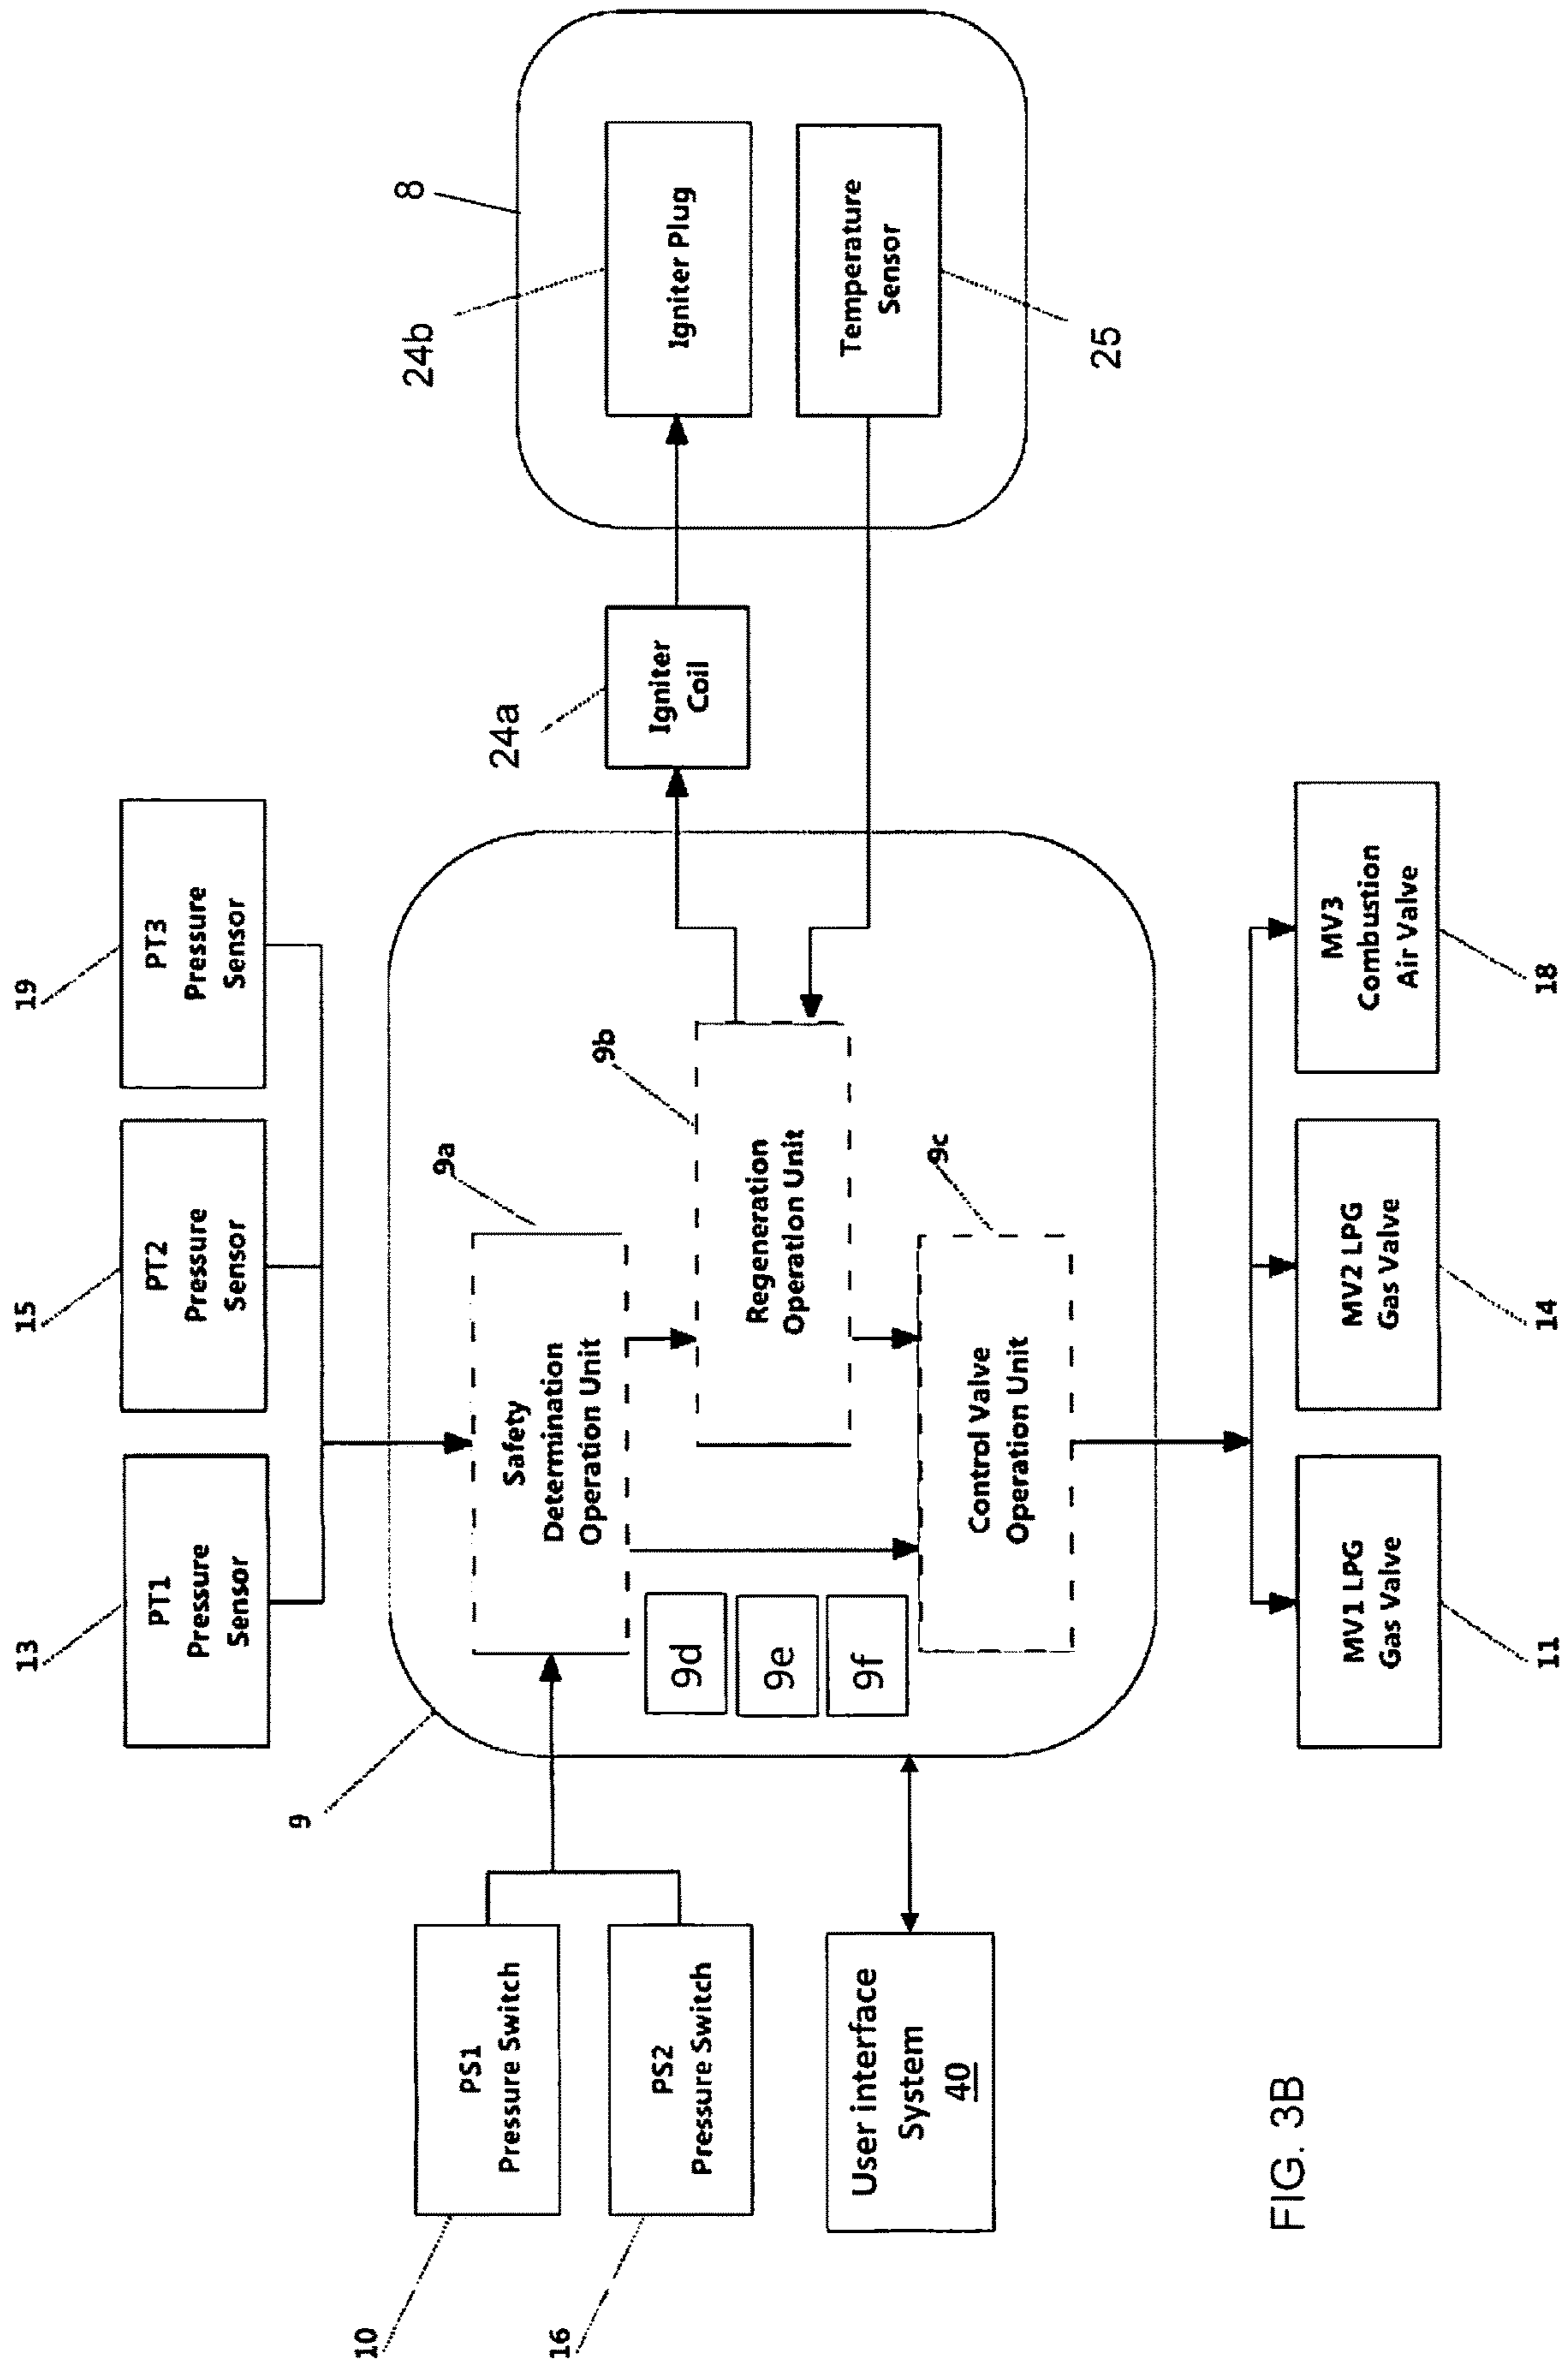 19
PT3
Pressure
Sensor
15
PT2
Pressure
Sensor
13
PT1
Pressure
Sensor
8
24b
Igniter Plug
Temperature
Sensor
25
24a
Igniter
Coil
9
9a
Safety
Determination
Operation Unit
9b
Regeneration
Operation Unit
9c
Control Valve
Operation Unit
9d
9e
9f
10
PS1
Pressure Switch
16
PS2
Pressure Switch
User interface
System
40
MV1 LPG
Gas Valve
11
MV2 LPG
Gas Valve
14
MV3
Combustion
Air Valve
18
FIG. 3B